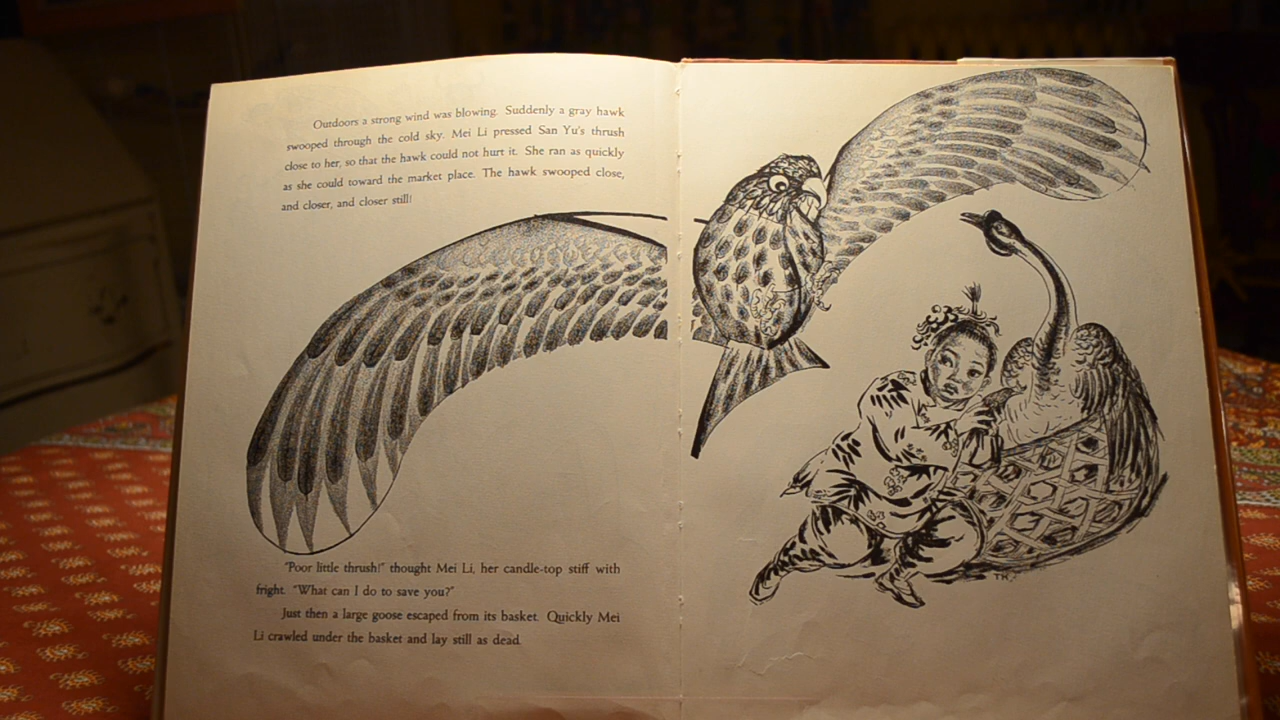 Outdoors a strong wind was blowing. Suddenly a gray hawk
swooped through the cold sky. Mei Li pressed San Yu's thrush
close to her, so that the hawk could not hurt it. She ran as quickly
as she could toward the market place. The hawk swooped close,
and closer, and closer still!
"Poor little thrush!" thought Mei Li, her candle-top stiff with
fright. "What can I do to save you?"
Just then a large goose escaped from its basket. Quickly Mei
Li crawled under the basket and lay still as dead.
TH.